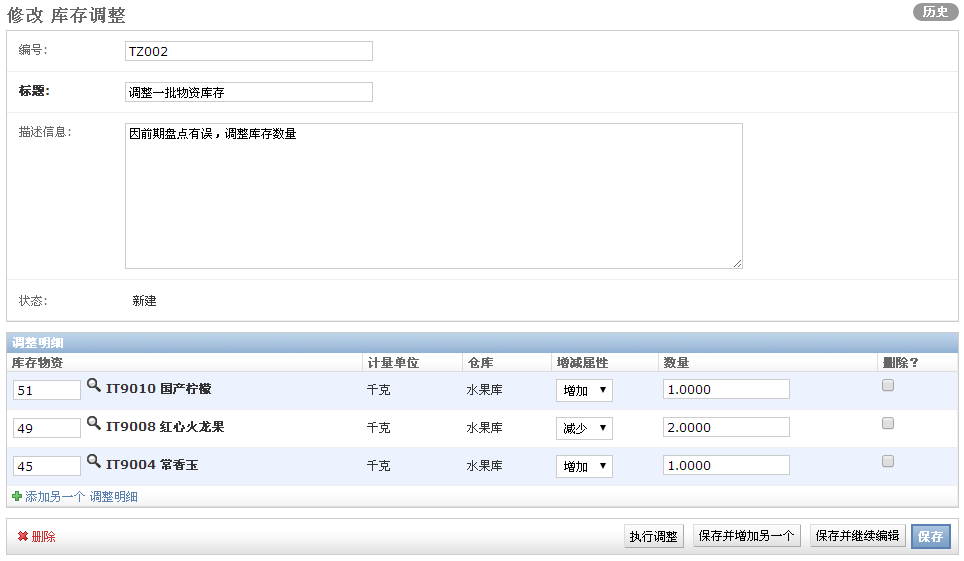 修改 库存调整
历史
编号:
TZ002
标题:
调整一批物资库存
描述信息:
因前期盘点有误，调整库存数量
状态:
新建
调整明细
库存物资 计量单位 仓库 增减属性 数量 删除?
51 IT9010 国产柠檬 千克 水果库 增加 1.0000
49 IT9008 红心火龙果 千克 水果库 减少 2.0000
45 IT9004 常香玉 千克 水果库 增加 1.0000
添加另一个 调整明细
删除 执行调整 保存并增加另一个 保存并继续编辑 保存